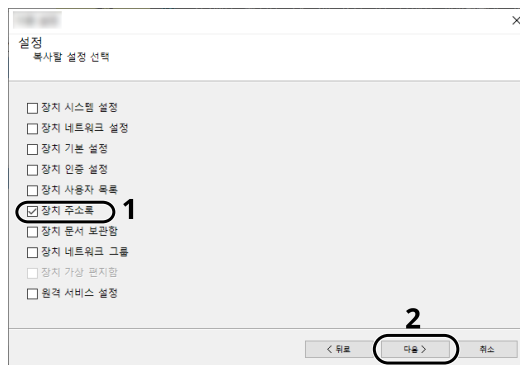 설정
복사할 설정 선택
장치 시스템 설정
장치 네트워크 설정
장치 기본 설정
장치 인증 설정
장치 사용자 목록
장치 주소록
1
장치 문서 보관함
장치 네트워크 그룹
장치 가상 편지함
원격 서비스 설정
2
< 뒤로
다음 >
취소